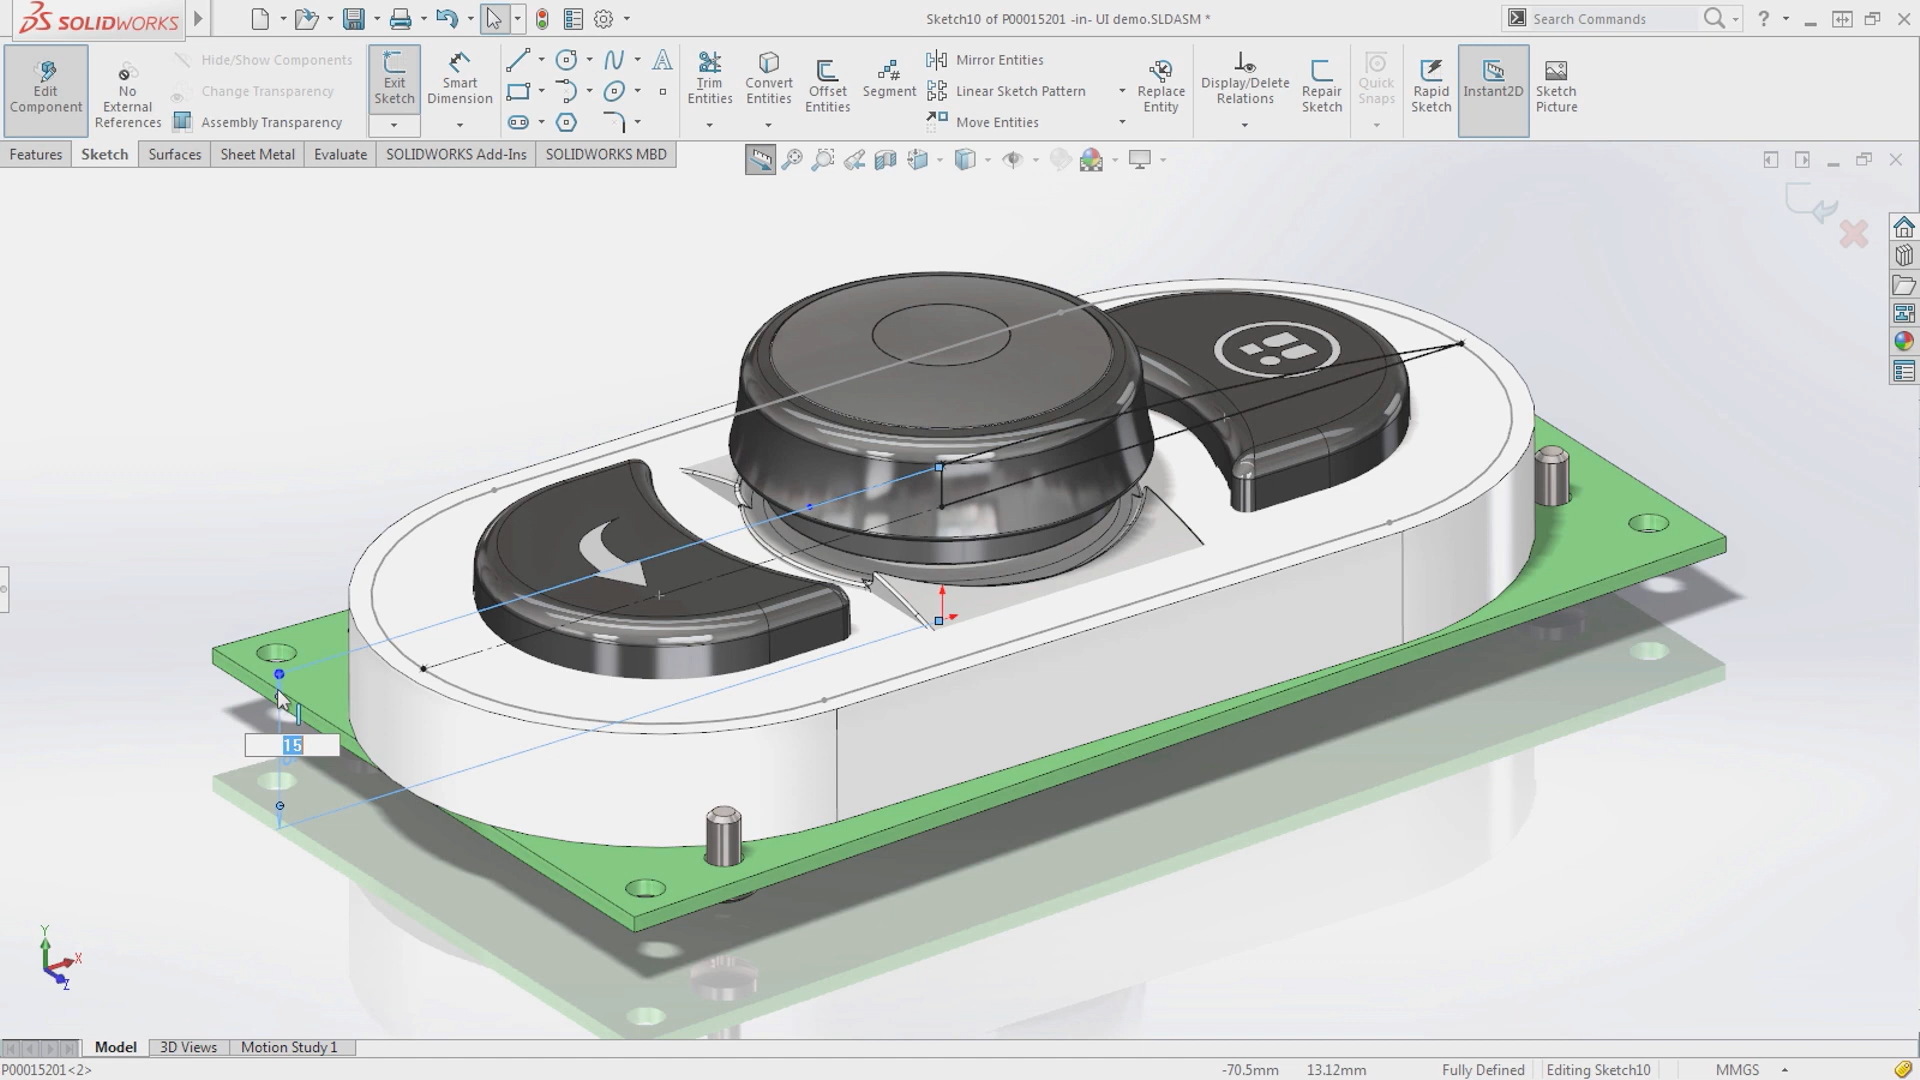 SOLIDWORKS
Sketch10 of P00015201 -in- UI demo.SLDASM *
Search Commands
?
Edit
Component
No
External
References
Hide/Show Components
Change Transparency
Assembly Transparency
Exit
Sketch
Smart
Dimension
Trim
Entities
Convert
Entities
Offset
Entities
Segment
Mirror Entities
Linear Sketch Pattern
Move Entities
Replace
Entity
Display/Delete
Relations
Repair
Sketch
Quick
Snaps
Rapid
Sketch
Instant2D
Sketch
Picture
Features
Sketch
Surfaces
Sheet Metal
Evaluate
SOLIDWORKS Add-Ins
SOLIDWORKS MBD
15
Y
X
Z
Model
3D Views
Motion Study 1
P00015201<2>
-70.5mm
13.12mm
Fully Defined
Editing Sketch10
MMGS